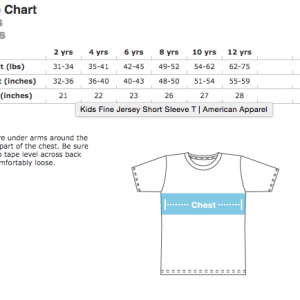 e Chart
s
s
2 yrs 4 yrs 6 yrs 8 yrs 10 yrs 12 yrs
t (lbs) 31-34 35-41 42-48 49-52 54-62 62-75
t (inches) 32-36 36-40 40-43 48-50 51-54 55-59
(inches) 21 22 23 26 27 28
Kids Fine Jersey Short Sleeve T | American Apparel
re under arms around the
part of the chest. Be sure
o tape level across back
mfortably loose.
Chest